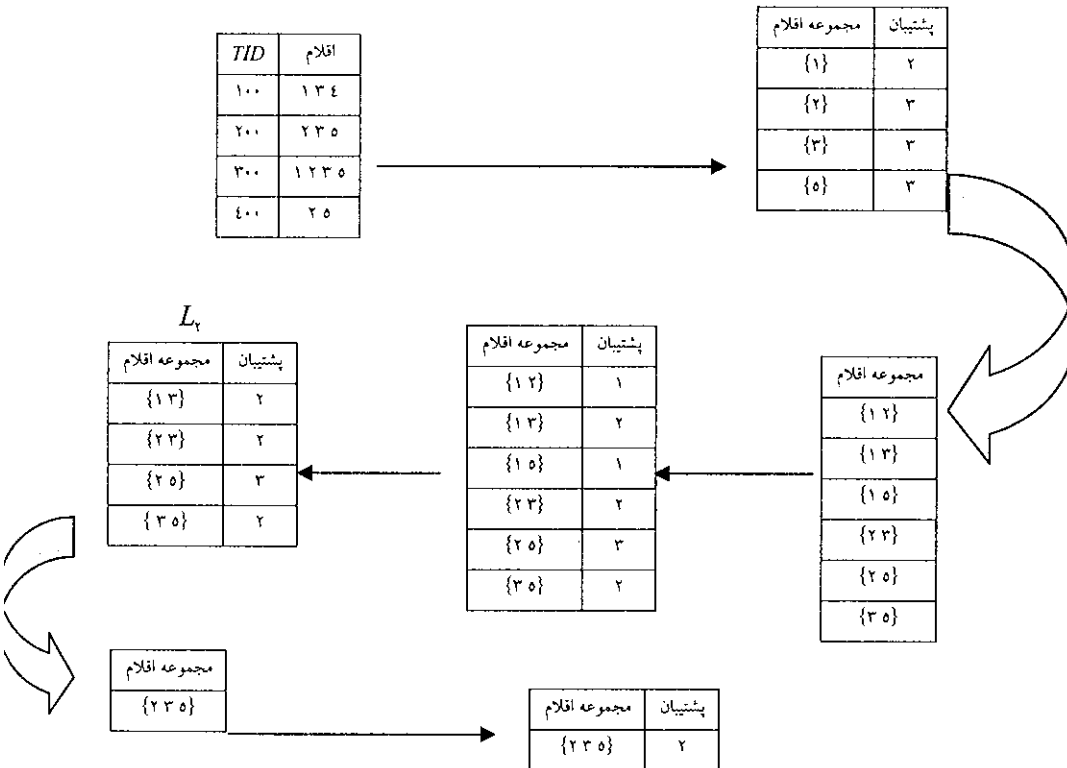 TID اقلام
۱۰۰ ۱ ۳ ٤
۲۰۰ ۲ ۳ ٥
۳۰۰ ۱ ۲ ۳ ٥
٤۰۰ ۲ ٥
مجموعه اقلام پشتیبان
{۱} ۲
{۲} ۳
{۳} ۳
{٥} ۳
L۲
مجموعه اقلام پشتیبان
{۱ ۳} ۲
{۲ ۳} ۲
{۲ ٥} ۳
{۳ ٥} ۲
مجموعه اقلام پشتیبان
{۱ ۲} ۱
{۱ ۳} ۲
{۱ ٥} ۱
{۲ ۳} ۲
{۲ ٥} ۳
{۳ ٥} ۲
مجموعه اقلام
{۱ ۲}
{۱ ۳}
{۱ ٥}
{۲ ۳}
{۲ ٥}
{۳ ٥}
مجموعه اقلام
{۲ ۳ ٥}
مجموعه اقلام پشتیبان
{۲ ۳ ٥} ۲